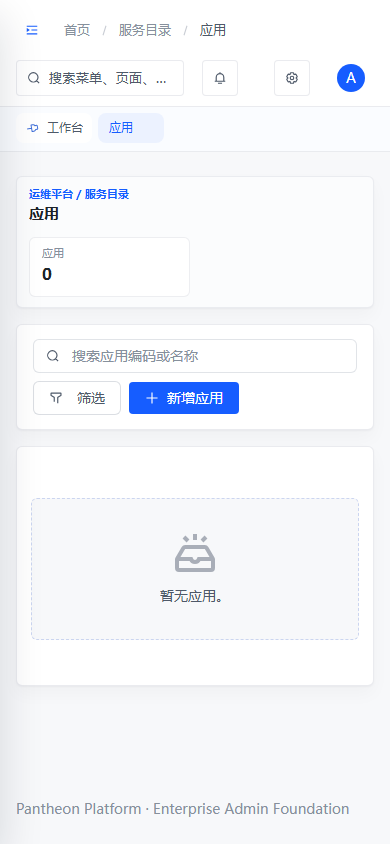 首页 / 服务目录 / 应用
搜索菜单、页面、... A
工作台 应用
运维平台 / 服务目录
应用
应用
0
搜索应用编码或名称
筛选 新增应用
暂无应用。
Pantheon Platform · Enterprise Admin Foundation